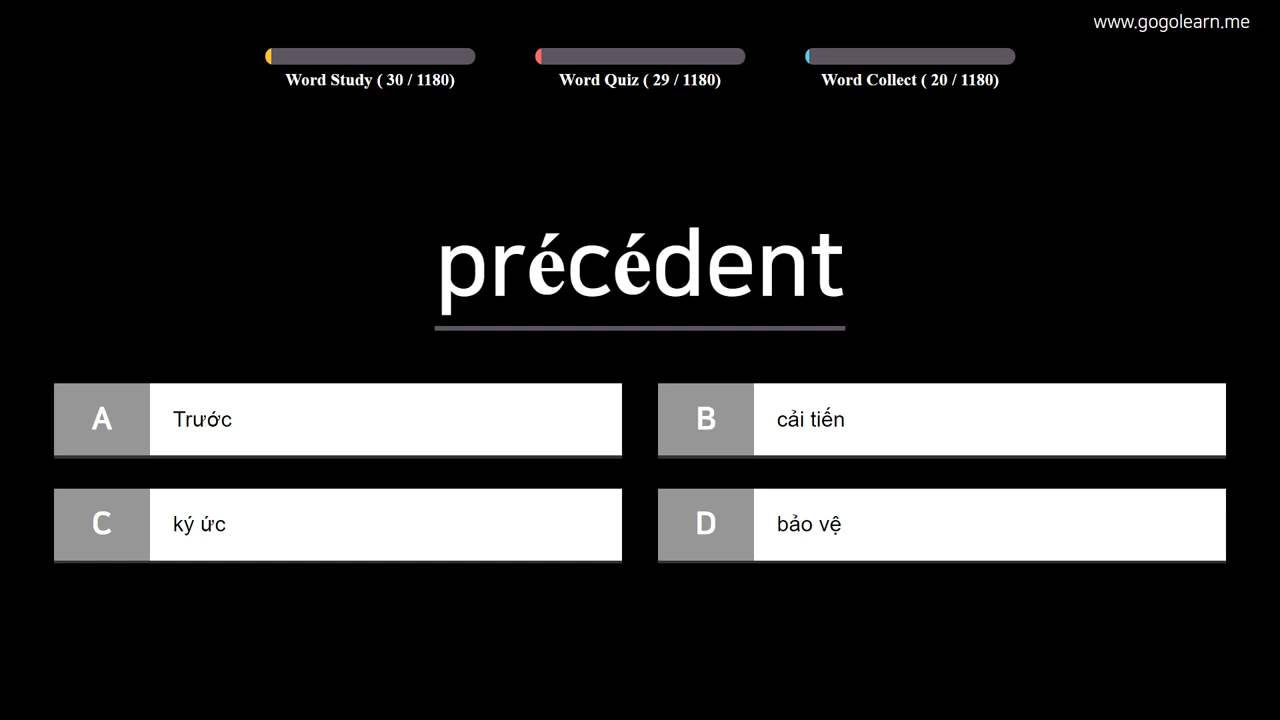 www.gogolearn.me
Word Study ( 30 / 1180)
Word Quiz ( 29 / 1180)
Word Collect ( 20 / 1180)
précédent
A Trước
B cải tiến
C ký ức
D bảo vệ